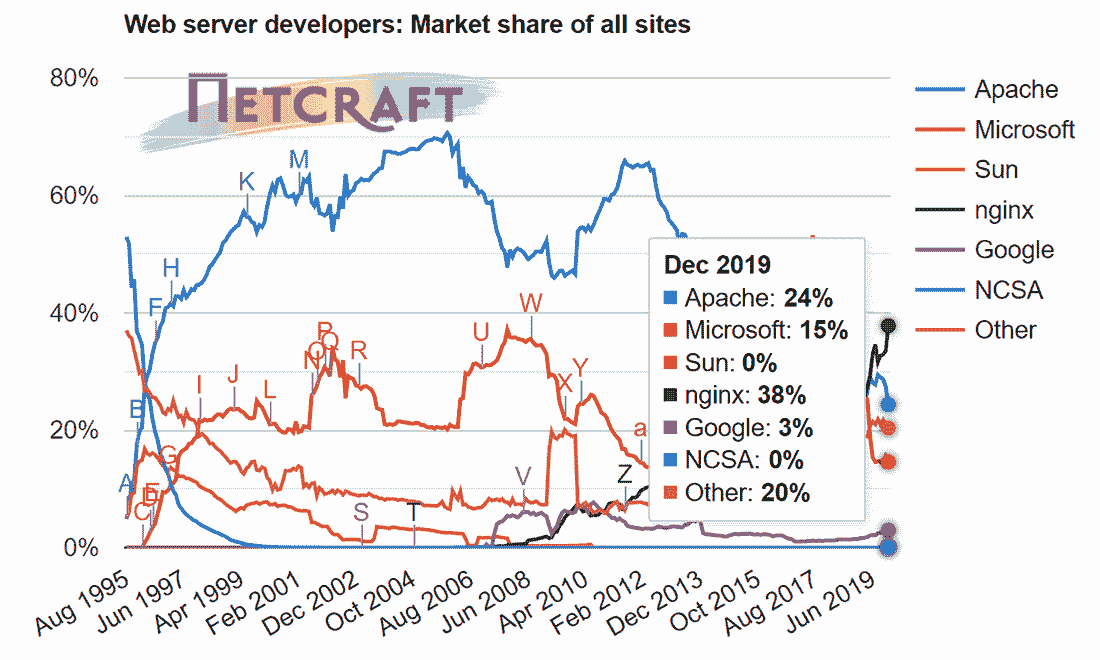 Web server developers: Market share of all sites
NETCRAFT
80%
60%
40%
20%
0%
A
B
C
D
E
F
G
H
I
J
K
L
M
N
O
P
Q
R
S
T
U
V
W
X
Y
Z
a
Dec 2019
Apache: 24%
Microsoft: 15%
Sun: 0%
nginx: 38%
Google: 3%
NCSA: 0%
Other: 20%
Apache
Microsoft
Sun
nginx
Google
NCSA
Other
Aug 1995
Jun 1997
Apr 1999
Feb 2001
Dec 2002
Oct 2004
Aug 2006
Jun 2008
Apr 2010
Feb 2012
Dec 2013
Oct 2015
Aug 2017
Jun 2019